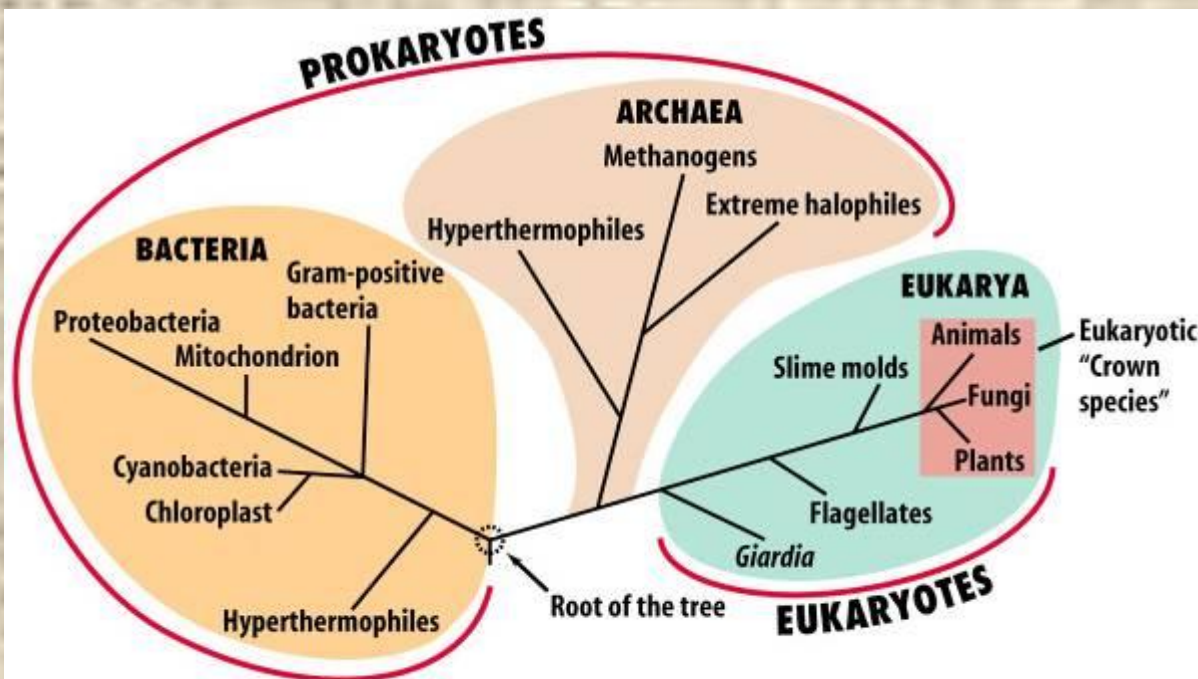 PROKARYOTES
ARCHAEA
Methanogens
Extreme halophiles
Hyperthermophiles
BACTERIA
Gram-positive
bacteria
Proteobacteria
Mitochondrion
Cyanobacteria
Chloroplast
Hyperthermophiles
Root of the tree
EUKARYA
Animals
Fungi
Plants
Slime molds
Flagellates
Giardia
Eukaryotic
“Crown
species”
EUKARYOTES